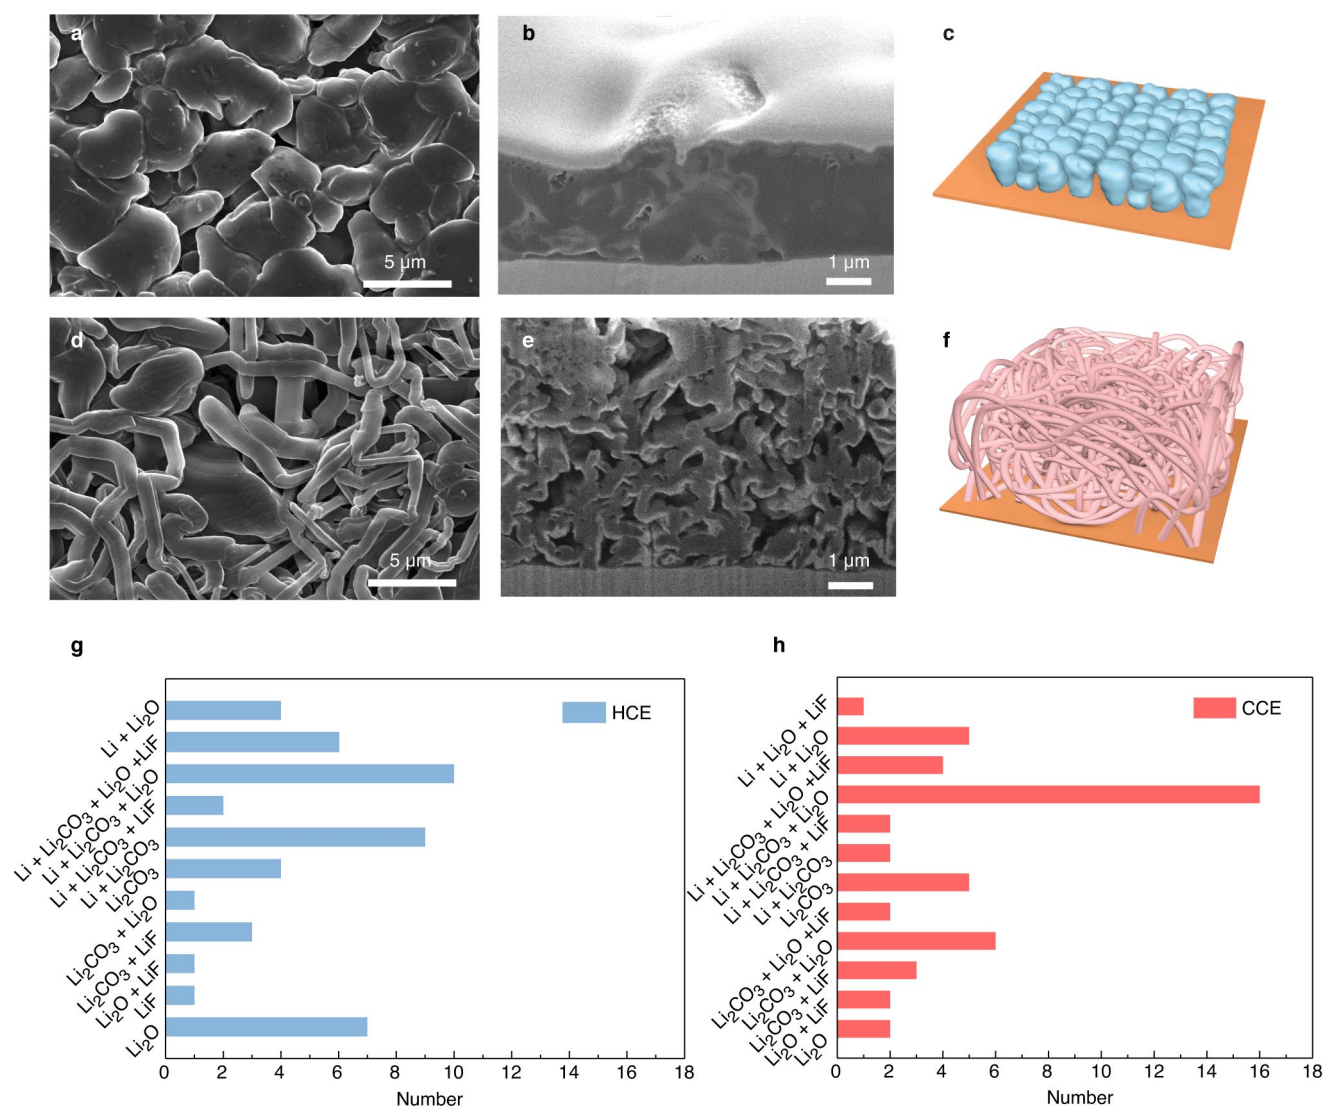 a
b
c
5 µm
1 µm
d
e
f
5 µm
1 µm
g
HCE
Li + Li₂O
Li + Li₂CO₃ + Li₂O +LiF
Li + Li₂CO₃ + Li₂O
Li + Li₂CO₃ + LiF
Li + Li₂CO₃
Li₂CO₃
Li₂CO₃ + Li₂O
Li₂CO₃ + LiF
Li₂O + LiF
LiF
Li₂O
0 2 4 6 8 10 12 14 16 18
Number
h
CCE
Li + Li₂O + LiF
Li + Li₂O
Li + Li₂CO₃ + Li₂O +LiF
Li + Li₂CO₃ + Li₂O
Li + Li₂CO₃ + LiF
Li + Li₂CO₃
Li₂CO₃
Li₂CO₃ + Li₂O +LiF
Li₂CO₃ + Li₂O
Li₂CO₃ + LiF
Li₂O + LiF
Li₂O
0 2 4 6 8 10 12 14 16 18
Number